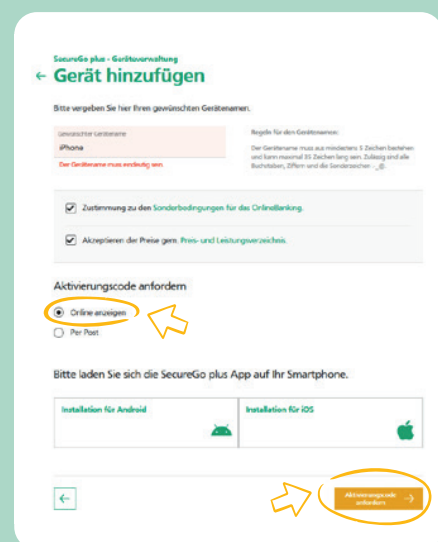 SecureGo plus - Geräteverwaltung
Gerät hinzufügen
Bitte vergeben Sie hier Ihren gewünschten Gerätenamen.
Gewünschter Gerätename
iPhone
Der Gerätename muss eindeutig sein.
Regeln für den Gerätenamen:
Der Gerätename muss aus mindestens 5 Zeichen bestehen
und kann maximal 35 Zeichen lang sein. Zulässig sind alle
Buchstaben, Ziffern und die Sonderzeichen
Zustimmung zu den Sonderbedingungen für das OnlineBanking.
Akzeptieren der Preise gem. Preis- und Leistungsverzeichnis.
Aktivierungscode anfordern
Online anzeigen
Per Post
Bitte laden Sie sich die SecureGo plus App auf Ihr Smartphone.
Installation für Android
Installation für iOS
Aktivierungscode
anfordern